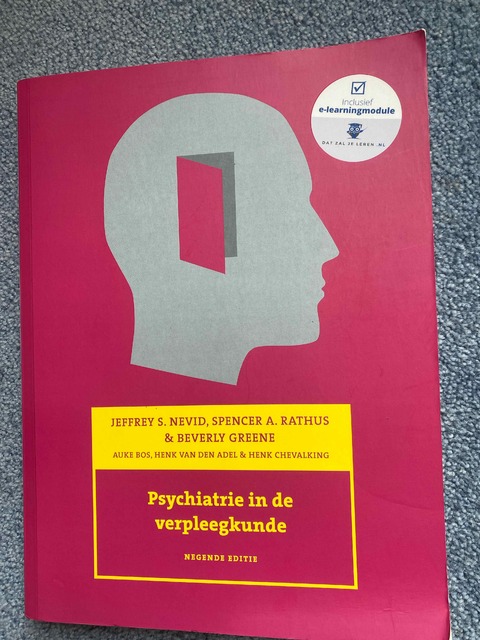 Inclusief
e-learningmodule
DAT ZAL JE LEREN .NL
JEFFREY S. NEVID, SPENCER A. RATHUS
& BEVERLY GREENE
AUKE BOS, HENK VAN DEN ADEL & HENK CHEVALKING
Psychiatrie in de
verpleegkunde
NEGENDE EDITIE